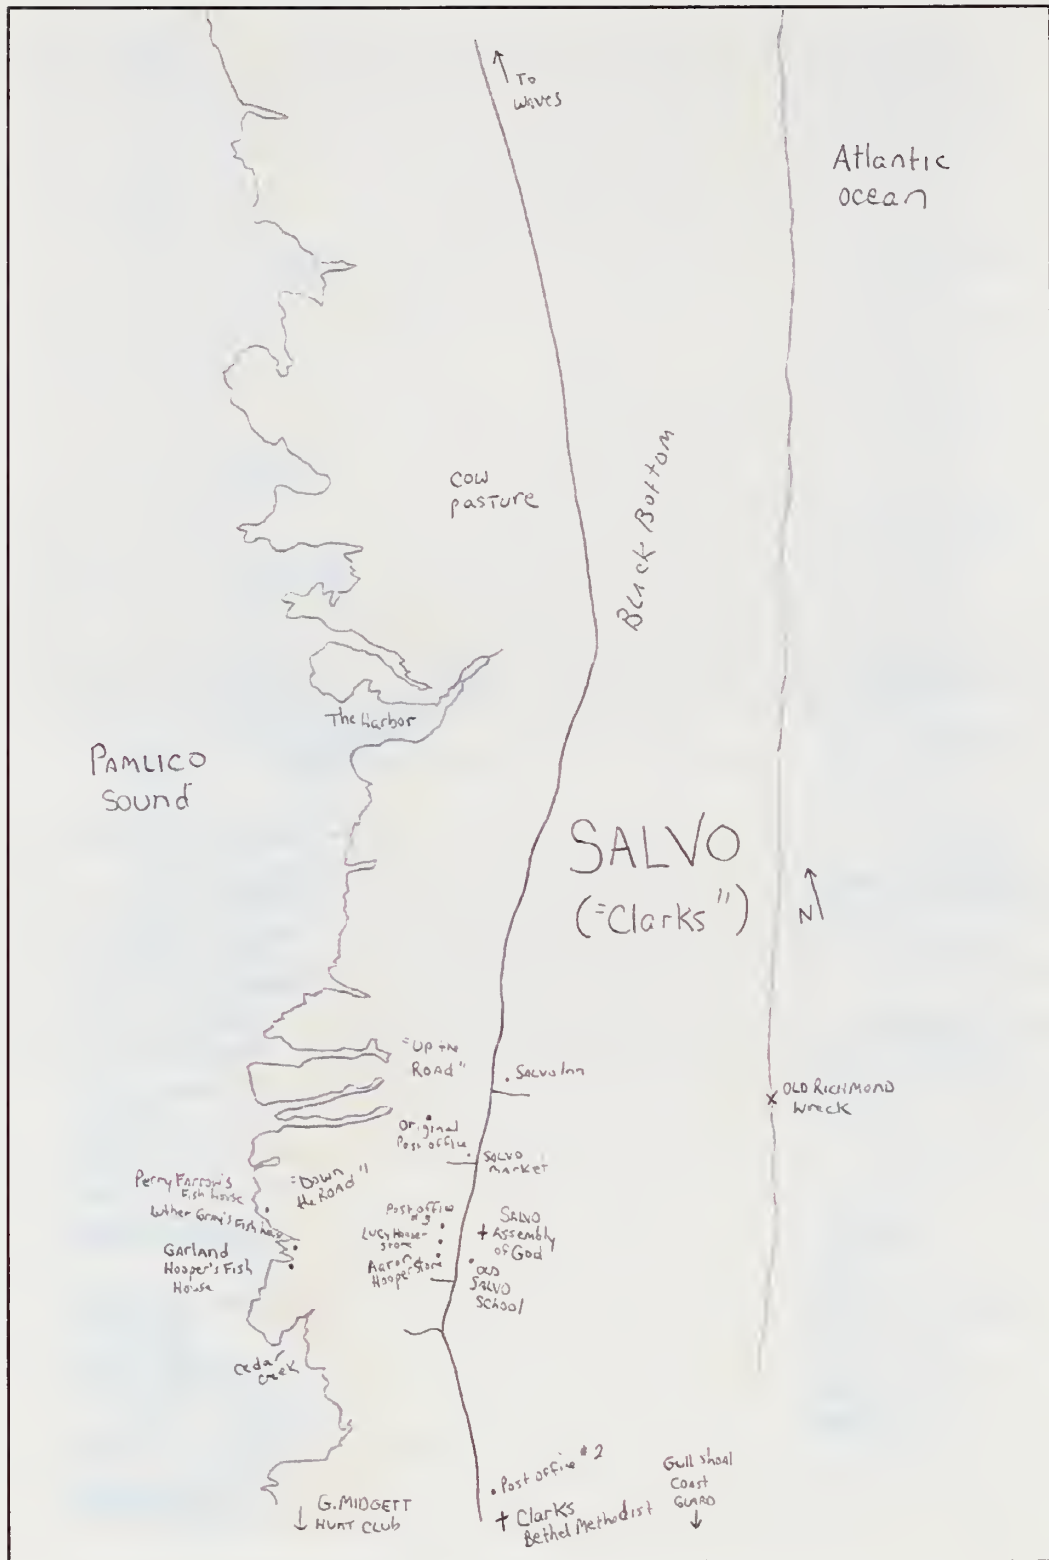 To
waves
Atlantic
ocean
cow
pasture
Black Bottom
The Harbor
PAMLICO
Sound
SALVO
("Clarks")
N
"UP the
ROAD"
SALVO Inn
OLD RICHMOND
Wreck
original
Post office
SALVO
market
"Down
the ROAD"
Perry Farrow's
Fish house
Luther Gray's Fish house
GARLAND
Hooper's Fish
House
Post office
#3
Lucy Hooper
store
Aaron
Hooper store
SALVO
Assembly
of God
OLD
SALVO
School
Cedar
creek
Post office #2
Clarks
Bethel Methodist
Gull Shoal
Coast
GUARD
G. MIDGETT
HUNT CLUB